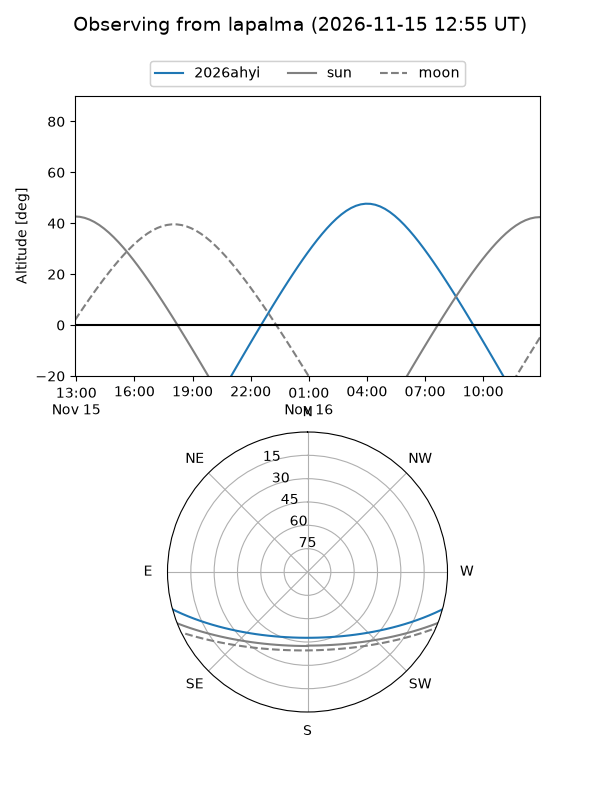 Observing from lapalma (2026-11-15 12:55 UT)
2026ahyi sun moon
Altitude [deg]
80
60
40
20
0
−20
13:00 16:00 19:00 22:00 01:00 04:00 07:00 10:00
Nov 15 Nov 16
N
NE NW
15
30
45
60
75
E W
SE SW
S